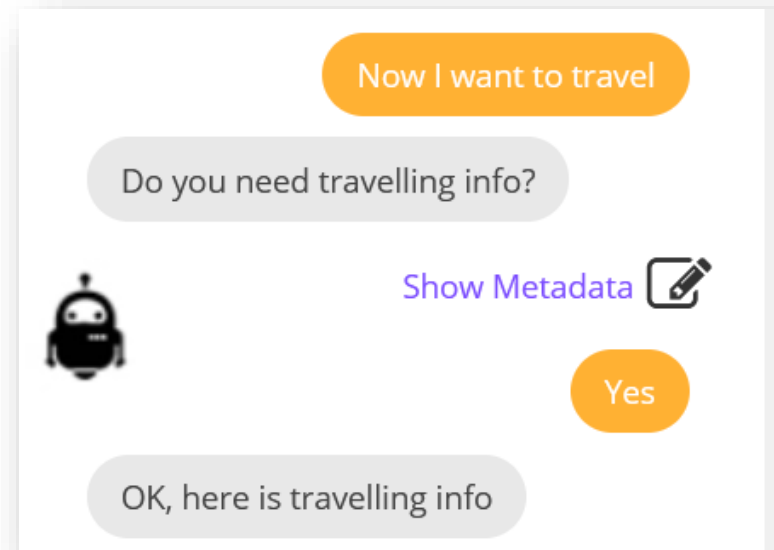 Now I want to travel
Do you need travelling info?
Show Metadata
Yes
OK, here is travelling info